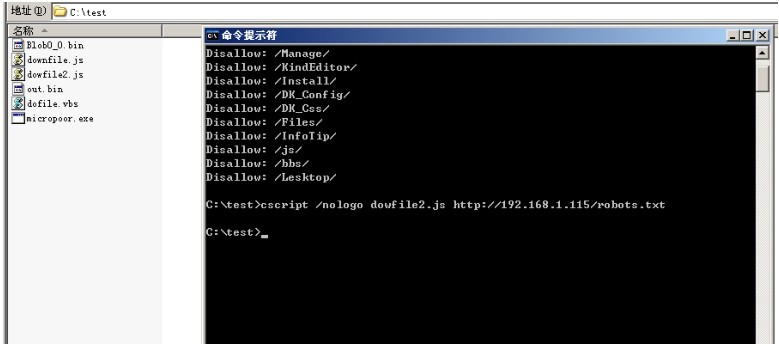 地址(D) C:\test
名称
Blob0_0.bin
downfile.js
dowfile2.js
out.bin
dofile.vbs
micropoor.exe
命令提示符
Disallow: /Manage/
Disallow: /KindEditor/
Disallow: /Install/
Disallow: /DK_Config/
Disallow: /DK_Css/
Disallow: /Files/
Disallow: /InfoTip/
Disallow: /js/
Disallow: /bbs/
Disallow: /Lesktop/
C:\test>cscript /nologo dowfile2.js http://192.168.1.115/robots.txt
C:\test>_